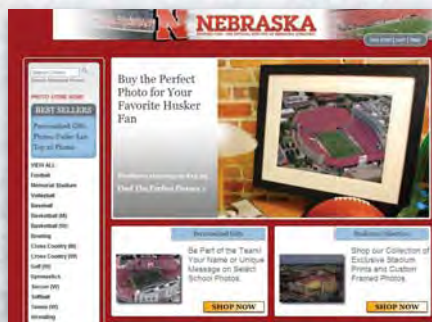 NEBRASKA
PHOTO STORE HOME
BEST SELLERS
Personalized Gifts
VIEW ALL
Football
Memorial Stadium
Volleyball
Baseball
Basketball (M)
Basketball (W)
Bowling
Cross Country (M)
Cross Country (W)
Golf (W)
Gymnastics
Soccer (W)
Softball
Tennis (W)
Wrestling
Buy the Perfect
Photo for Your
Favorite Husker
Fan
Find The Perfect Picture >
Personalized Gifts
Be Part of the Team!
Your Name or Unique
Message on Select
School Photos.
SHOP NOW
Shop our Collection of
Exclusive Stadium
Prints and Custom
Framed Photos.
SHOP NOW